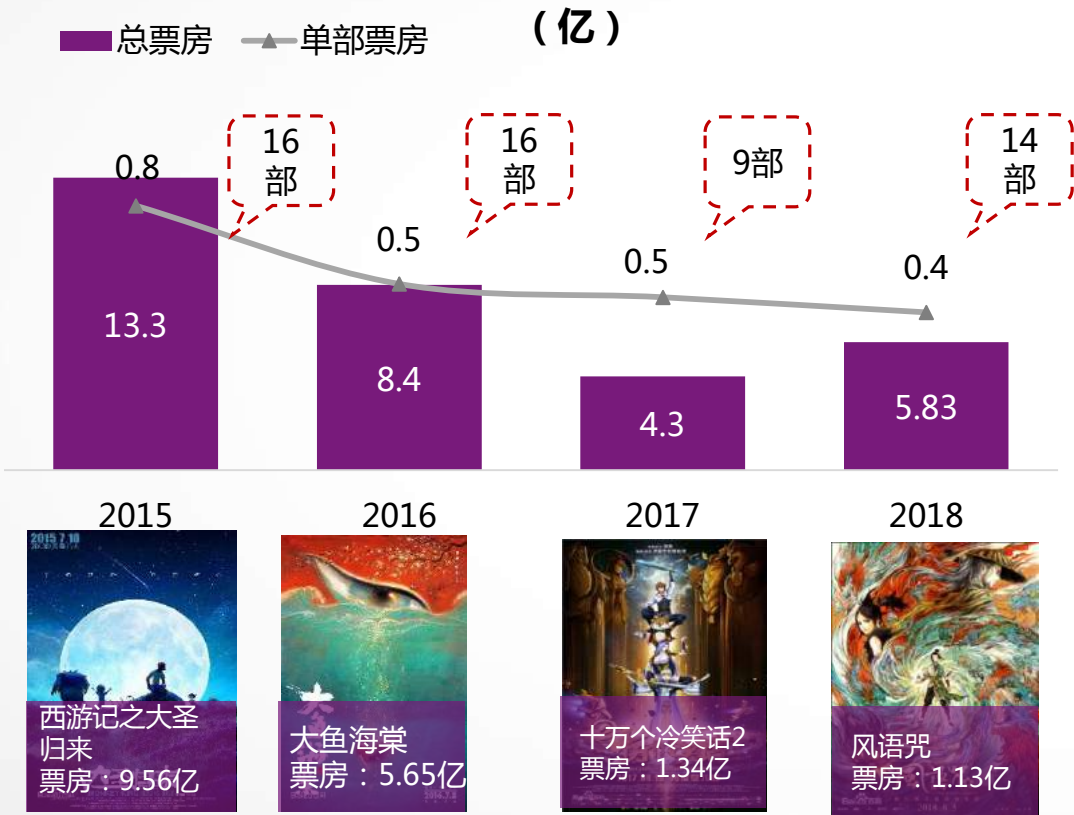 （亿）
总票房 单部票房
16
部
16
部
9部
14
部
0.8
0.5
0.5
0.4
13.3
8.4
4.3
5.83
2015 2016 2017 2018
2015 7 10
西游记之大圣
归来
票房：9.56亿
大鱼海棠
票房：5.65亿
十万个冷笑话2
票房：1.34亿
风语咒
票房：1.13亿